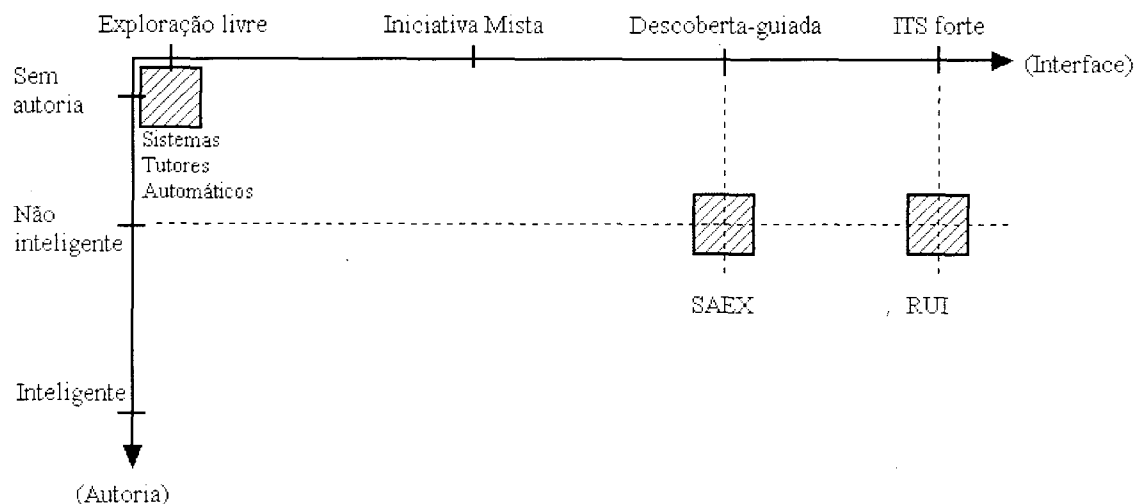 Exploração livre
Iniciativa Mista
Descoberta-guiada
ITS forte
(Interface)
Sem
autoria
Sistemas
Tutores
Automáticos
Não
inteligente
SAEX
, RUI
Inteligente
(Autoria)